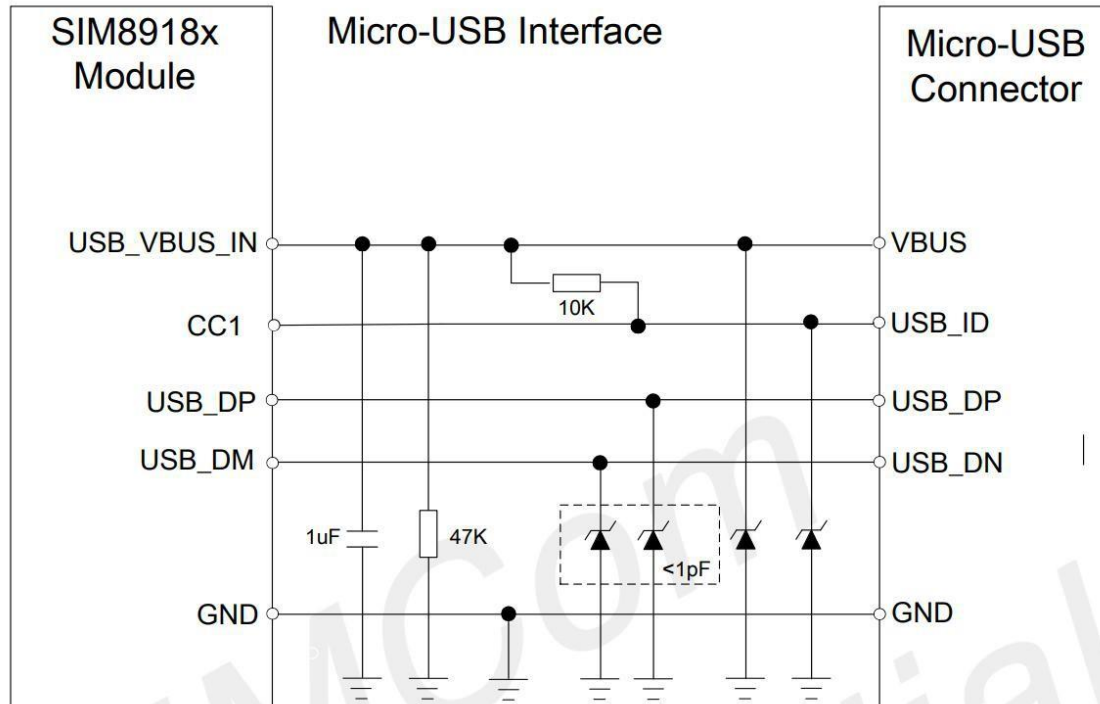 SIM8918x
Module
Micro-USB Interface
Micro-USB
Connector
USB_VBUS_IN
VBUS
10K
CC1
USB_ID
USB_DP
USB_DP
USB_DM
USB_DN
1uF
47K
<1pF
GND
GND